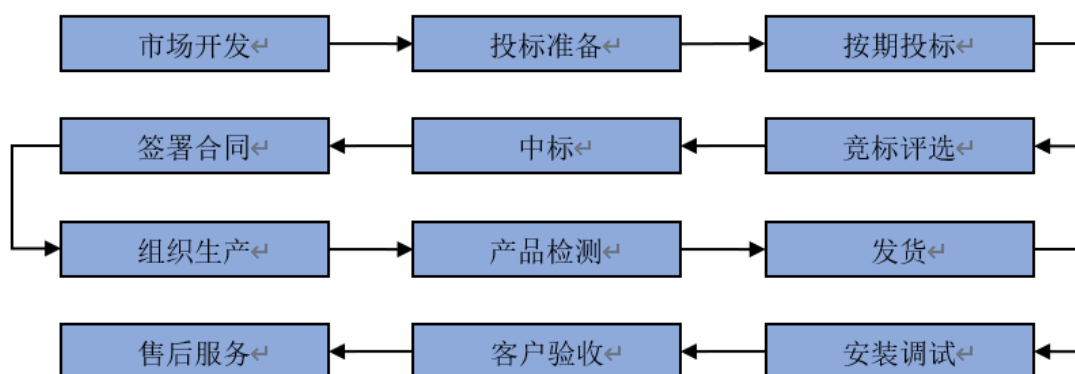 市场开发 投标准备 按期投标
签署合同 中标 竞标评选
组织生产 产品检测 发货
售后服务 客户验收 安装调试